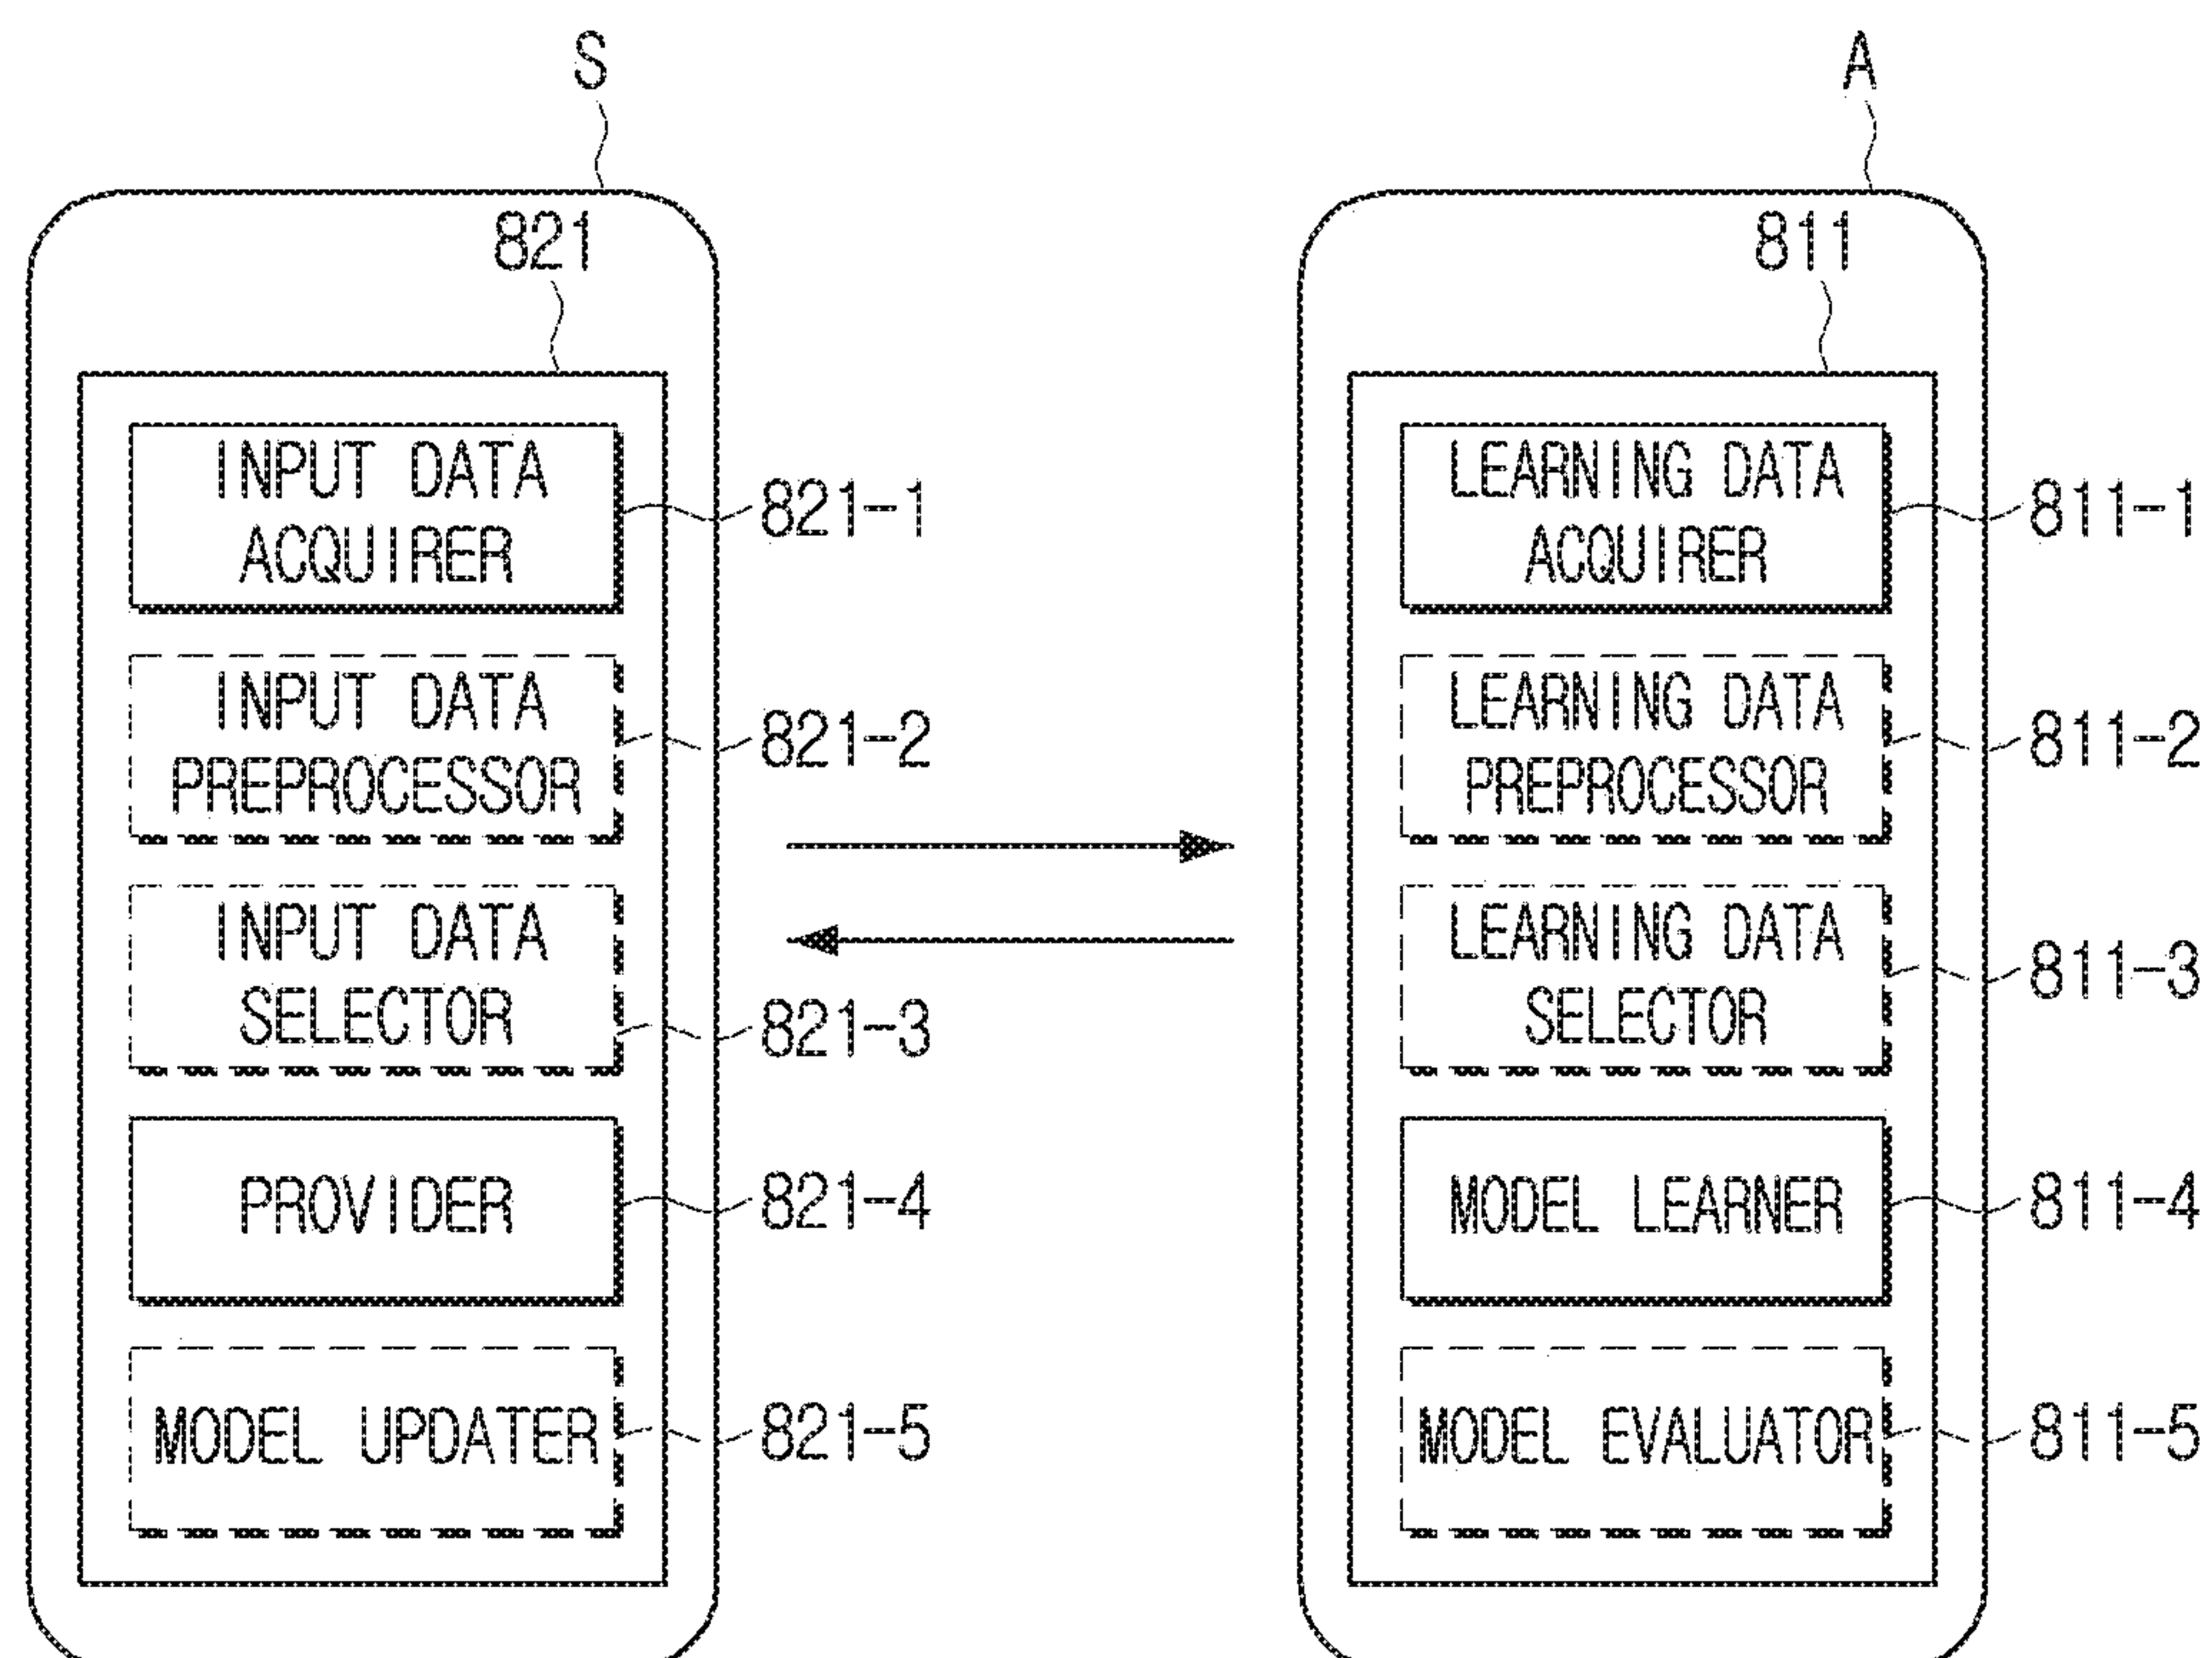 S
821
INPUT DATA
ACQUIRER
821-1
INPUT DATA
PREPROCESSOR
821-2
INPUT DATA
SELECTOR
821-3
PROVIDER
821-4
MODEL UPDATER
821-5
A
811
LEARNING DATA
ACQUIRER
811-1
LEARNING DATA
PREPROCESSOR
811-2
LEARNING DATA
SELECTOR
811-3
MODEL LEARNER
811-4
MODEL EVALUATOR
811-5